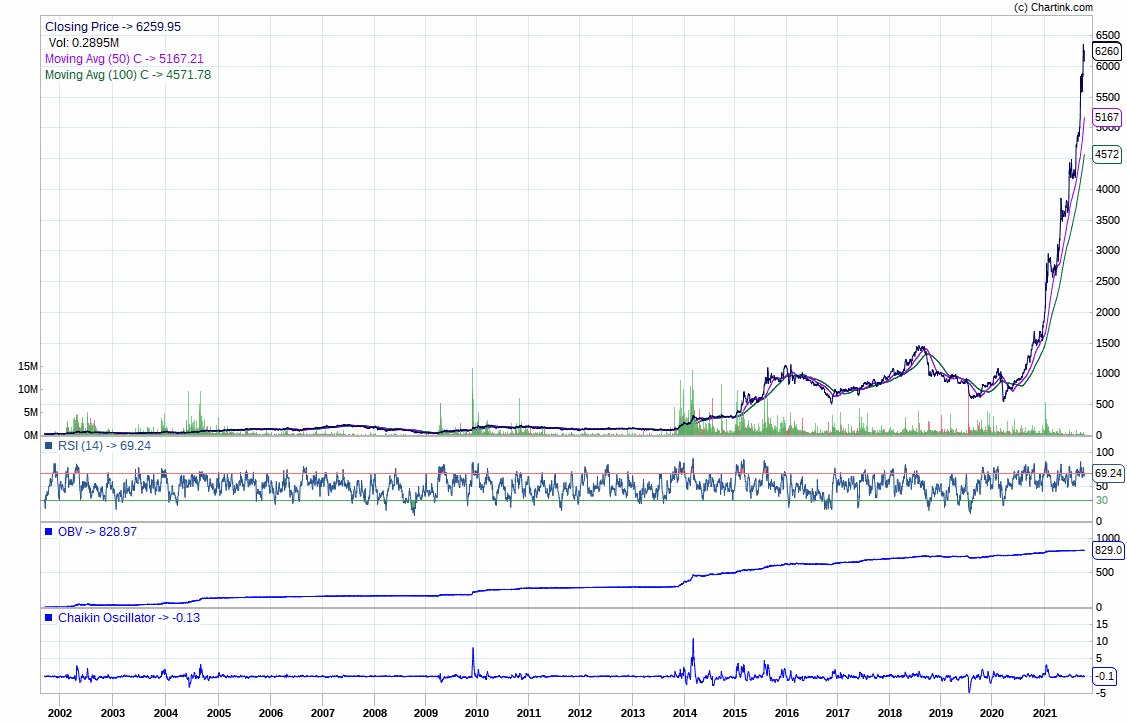 (c) Chartink.com
Closing Price -> 6259.95
Vol: 0.2895M
Moving Avg (50) C -> 5167.21
Moving Avg (100) C -> 4571.78
6500
6260
6000
5500
5167
5000
4572
4000
3500
3000
2500
2000
1500
1000
500
0
15M
10M
5M
0M
RSI (14) -> 69.24
100
69.24
50
30
0
OBV -> 828.97
1000
829.0
500
0
Chaikin Oscillator -> -0.13
15
10
5
-0.1
-5
2002 2003 2004 2005 2006 2007 2008 2009 2010 2011 2012 2013 2014 2015 2016 2017 2018 2019 2020 2021